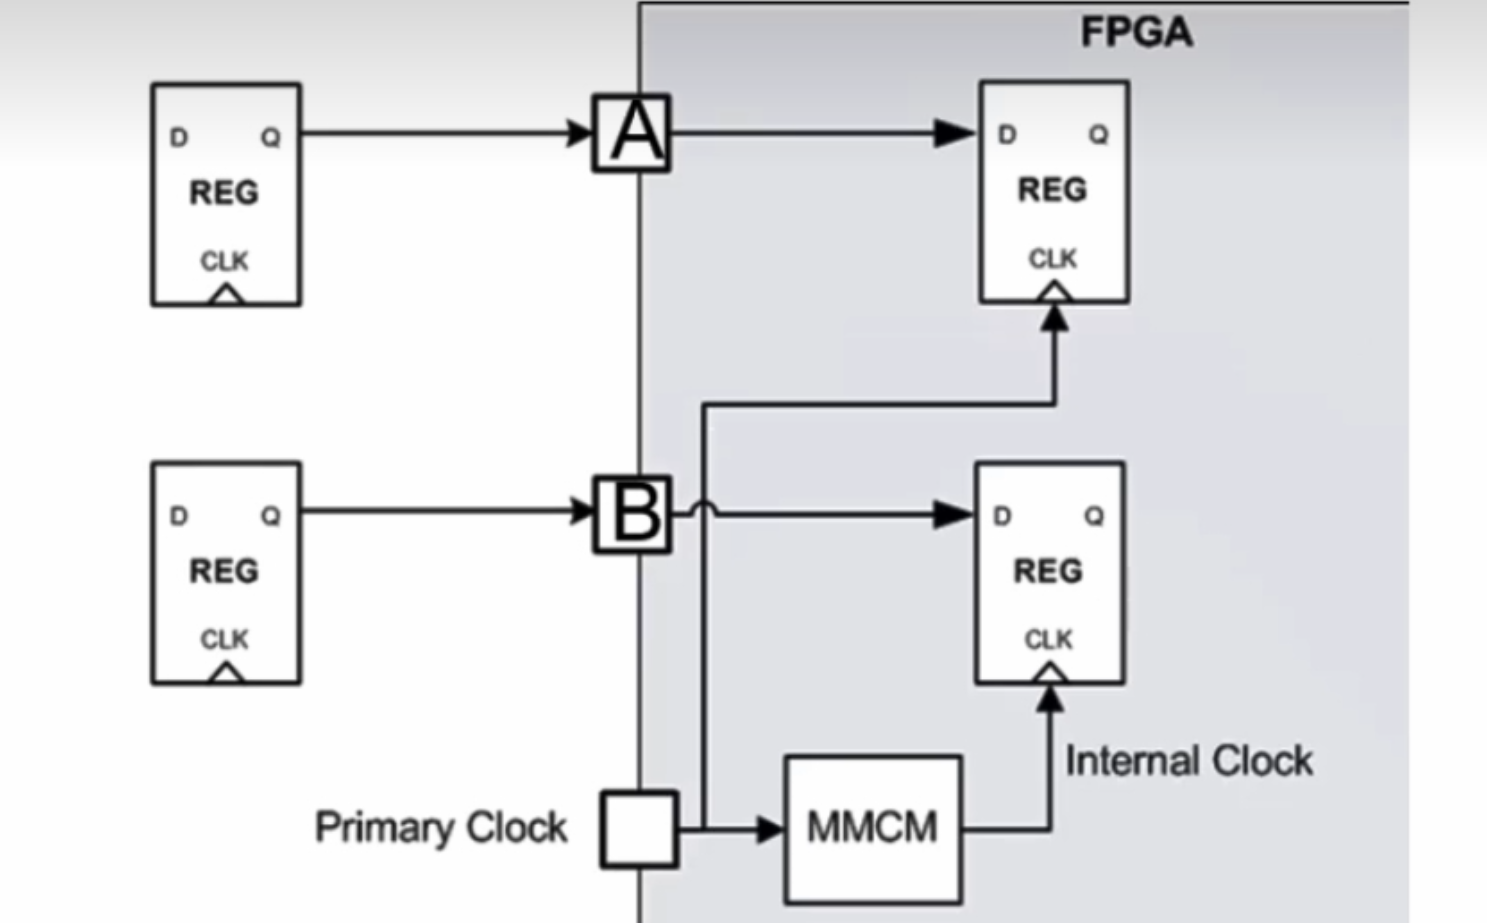 FPGA
D Q
REG
CLK
A
D Q
REG
CLK
D Q
REG
CLK
B
D Q
REG
CLK
Internal Clock
Primary Clock
MMCM